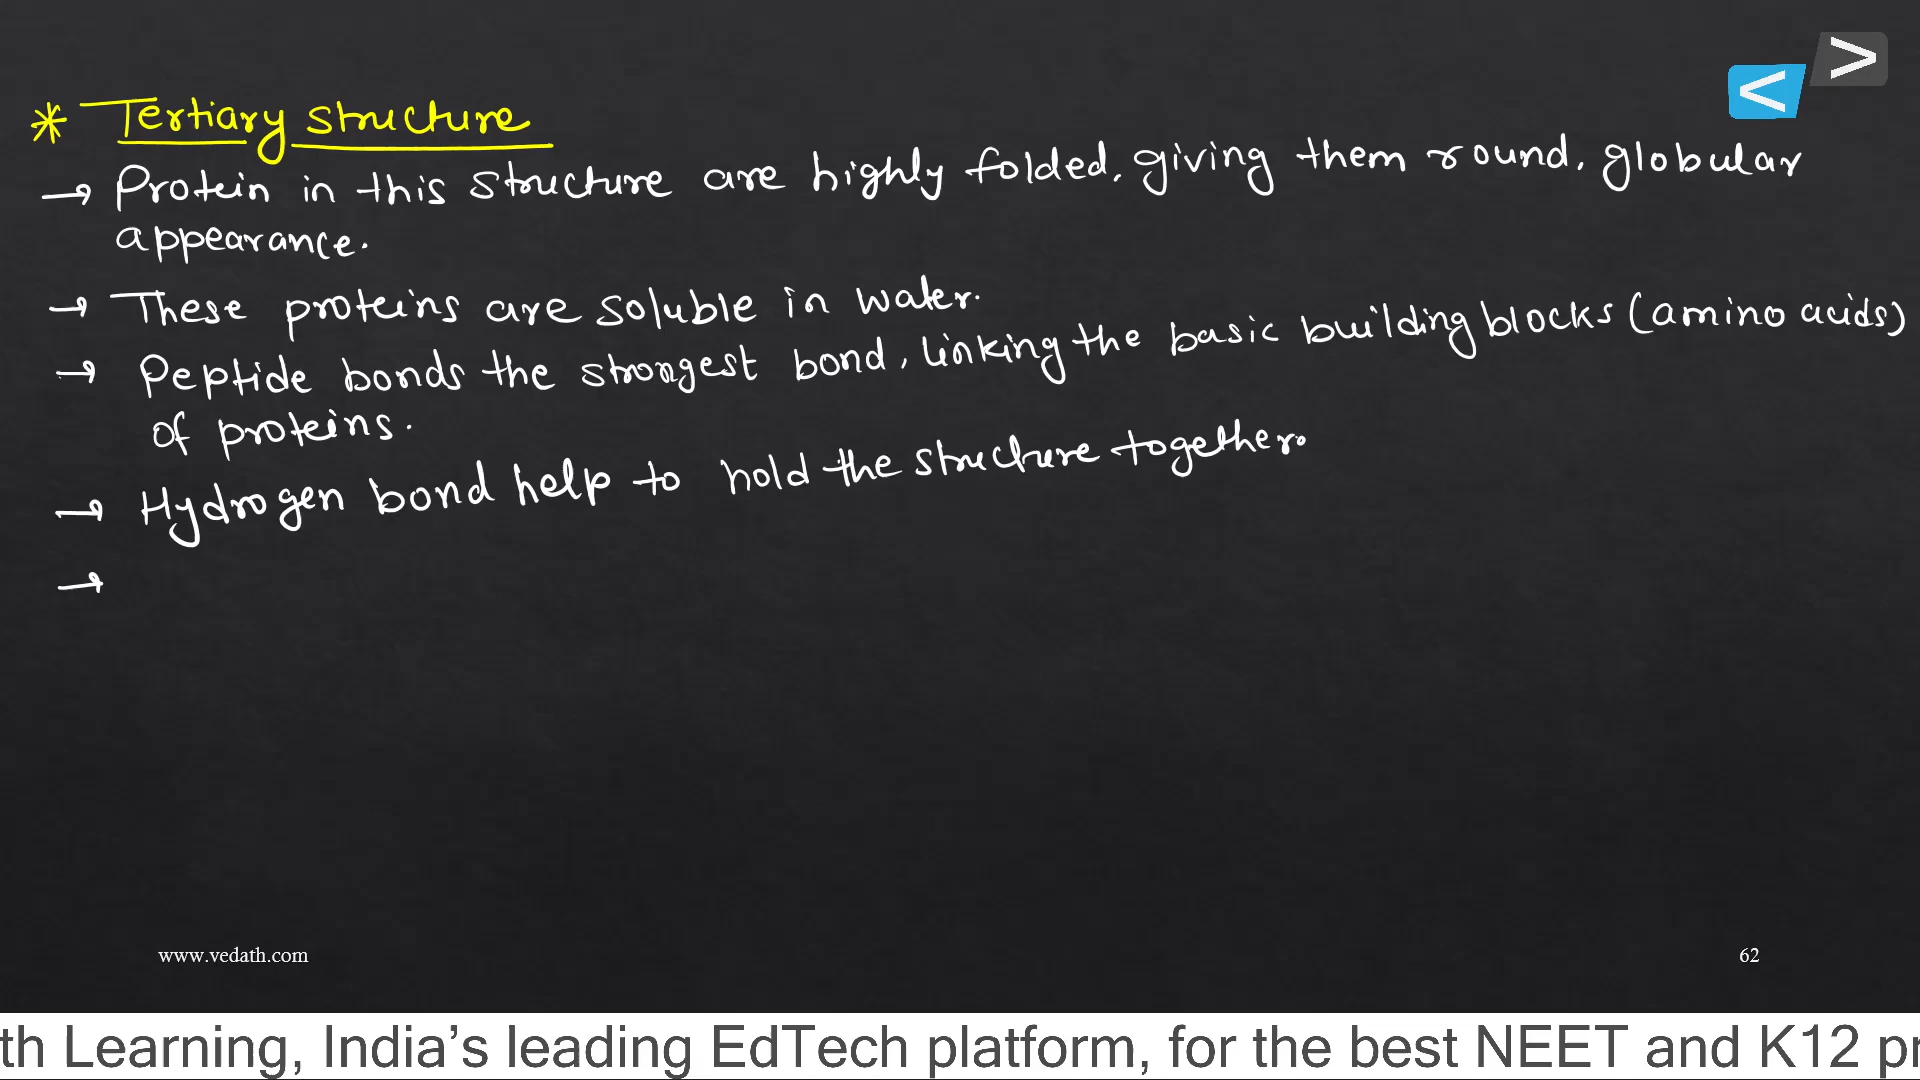 * Tertiary structure
→ Protein in this structure are highly folded, giving them round, globular
appearance.
→ These proteins are soluble in water.
→ Peptide bonds the strongest bond, linking the basic building blocks (amino acids)
of proteins.
→ Hydrogen bond help to hold the structure together.
→
www.vedath.com
62
th Learning, India’s leading EdTech platform, for the best NEET and K12 pr